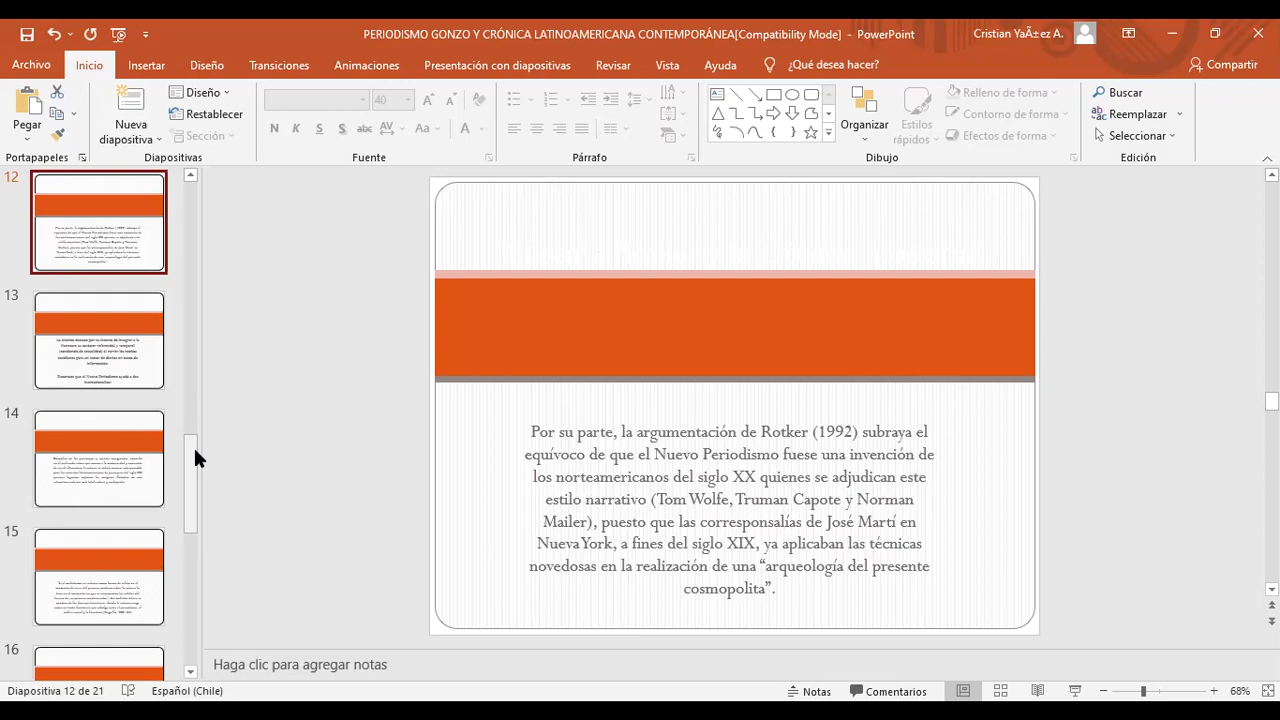 PERIODISMO GONZO Y CRÓNICA LATINOAMERICANA CONTEMPORÁNEA[Compatibility Mode] - PowerPoint
Cristian YaÃ±ez A.
Archivo
Inicio
Insertar
Diseño
Transiciones
Animaciones
Presentación con diapositivas
Revisar
Vista
Ayuda
¿Qué desea hacer?
Compartir
Pegar
Portapapeles
Nueva
diapositiva
Diseño
Restablecer
Sección
Diapositivas
40
N K S S abc AV Aa A
Fuente
Párrafo
Organizar
Estilos
rápidos
Relleno de forma
Contorno de forma
Efectos de forma
Dibujo
Buscar
Reemplazar
Seleccionar
Edición
12
13
14
15
16
Por su parte, la argumentación de Rotker (1992) subraya el
equívoco de que el Nuevo Periodismo fuese una invención de
los norteamericanos del siglo XX quienes se adjudican este
estilo narrativo (Tom Wolfe, Truman Capote y Norman
Mailer), puesto que las corresponsalías de José Martí en
Nueva York, a fines del siglo XIX, ya aplicaban las técnicas
novedosas en la realización de una “arqueología del presente
cosmopolita”.
Haga clic para agregar notas
Diapositiva 12 de 21
Español (Chile)
Notas
Comentarios
68%